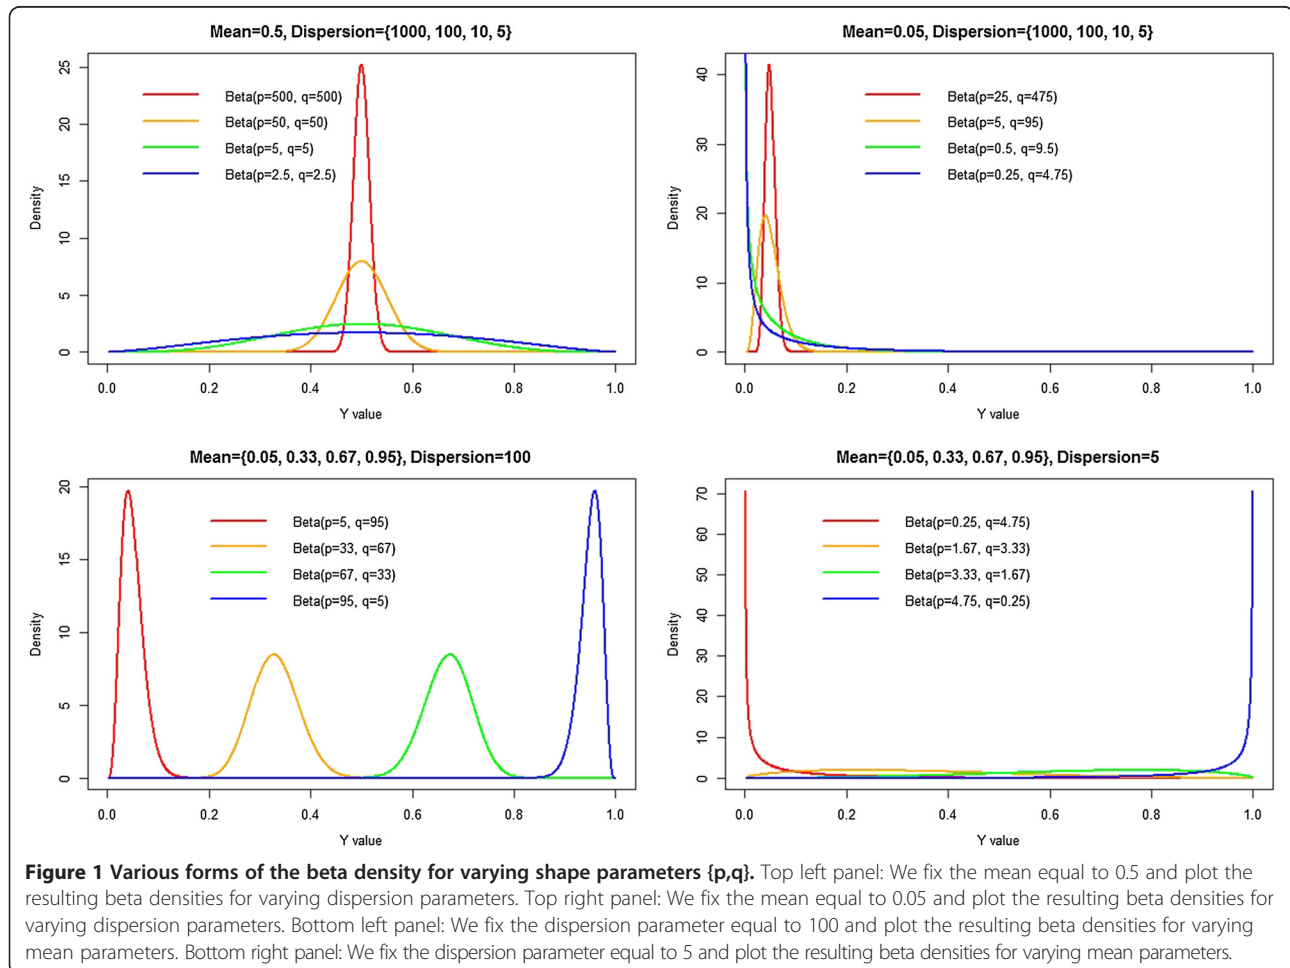 Mean=0.5, Dispersion={1000, 100, 10, 5}
Density
25
20
15
10
5
0
Beta(p=500, q=500)
Beta(p=50, q=50)
Beta(p=5, q=5)
Beta(p=2.5, q=2.5)
0.0 0.2 0.4 0.6 0.8 1.0
Y value
Mean=0.05, Dispersion={1000, 100, 10, 5}
Density
40
30
20
10
0
Beta(p=25, q=475)
Beta(p=5, q=95)
Beta(p=0.5, q=9.5)
Beta(p=0.25, q=4.75)
0.0 0.2 0.4 0.6 0.8 1.0
Y value
Mean={0.05, 0.33, 0.67, 0.95}, Dispersion=100
Density
20
15
10
5
0
Beta(p=5, q=95)
Beta(p=33, q=67)
Beta(p=67, q=33)
Beta(p=95, q=5)
0.0 0.2 0.4 0.6 0.8 1.0
Y value
Mean={0.05, 0.33, 0.67, 0.95}, Dispersion=5
Density
70
60
50
40
30
20
10
0
Beta(p=0.25, q=4.75)
Beta(p=1.67, q=3.33)
Beta(p=3.33, q=1.67)
Beta(p=4.75, q=0.25)
0.0 0.2 0.4 0.6 0.8 1.0
Y value
Figure 1 Various forms of the beta density for varying shape parameters {p,q}. Top left panel: We fix the mean equal to 0.5 and plot the
resulting beta densities for varying dispersion parameters. Top right panel: We fix the mean equal to 0.05 and plot the resulting beta densities for
varying dispersion parameters. Bottom left panel: We fix the dispersion parameter equal to 100 and plot the resulting beta densities for varying
mean parameters. Bottom right panel: We fix the dispersion parameter equal to 5 and plot the resulting beta densities for varying mean parameters.